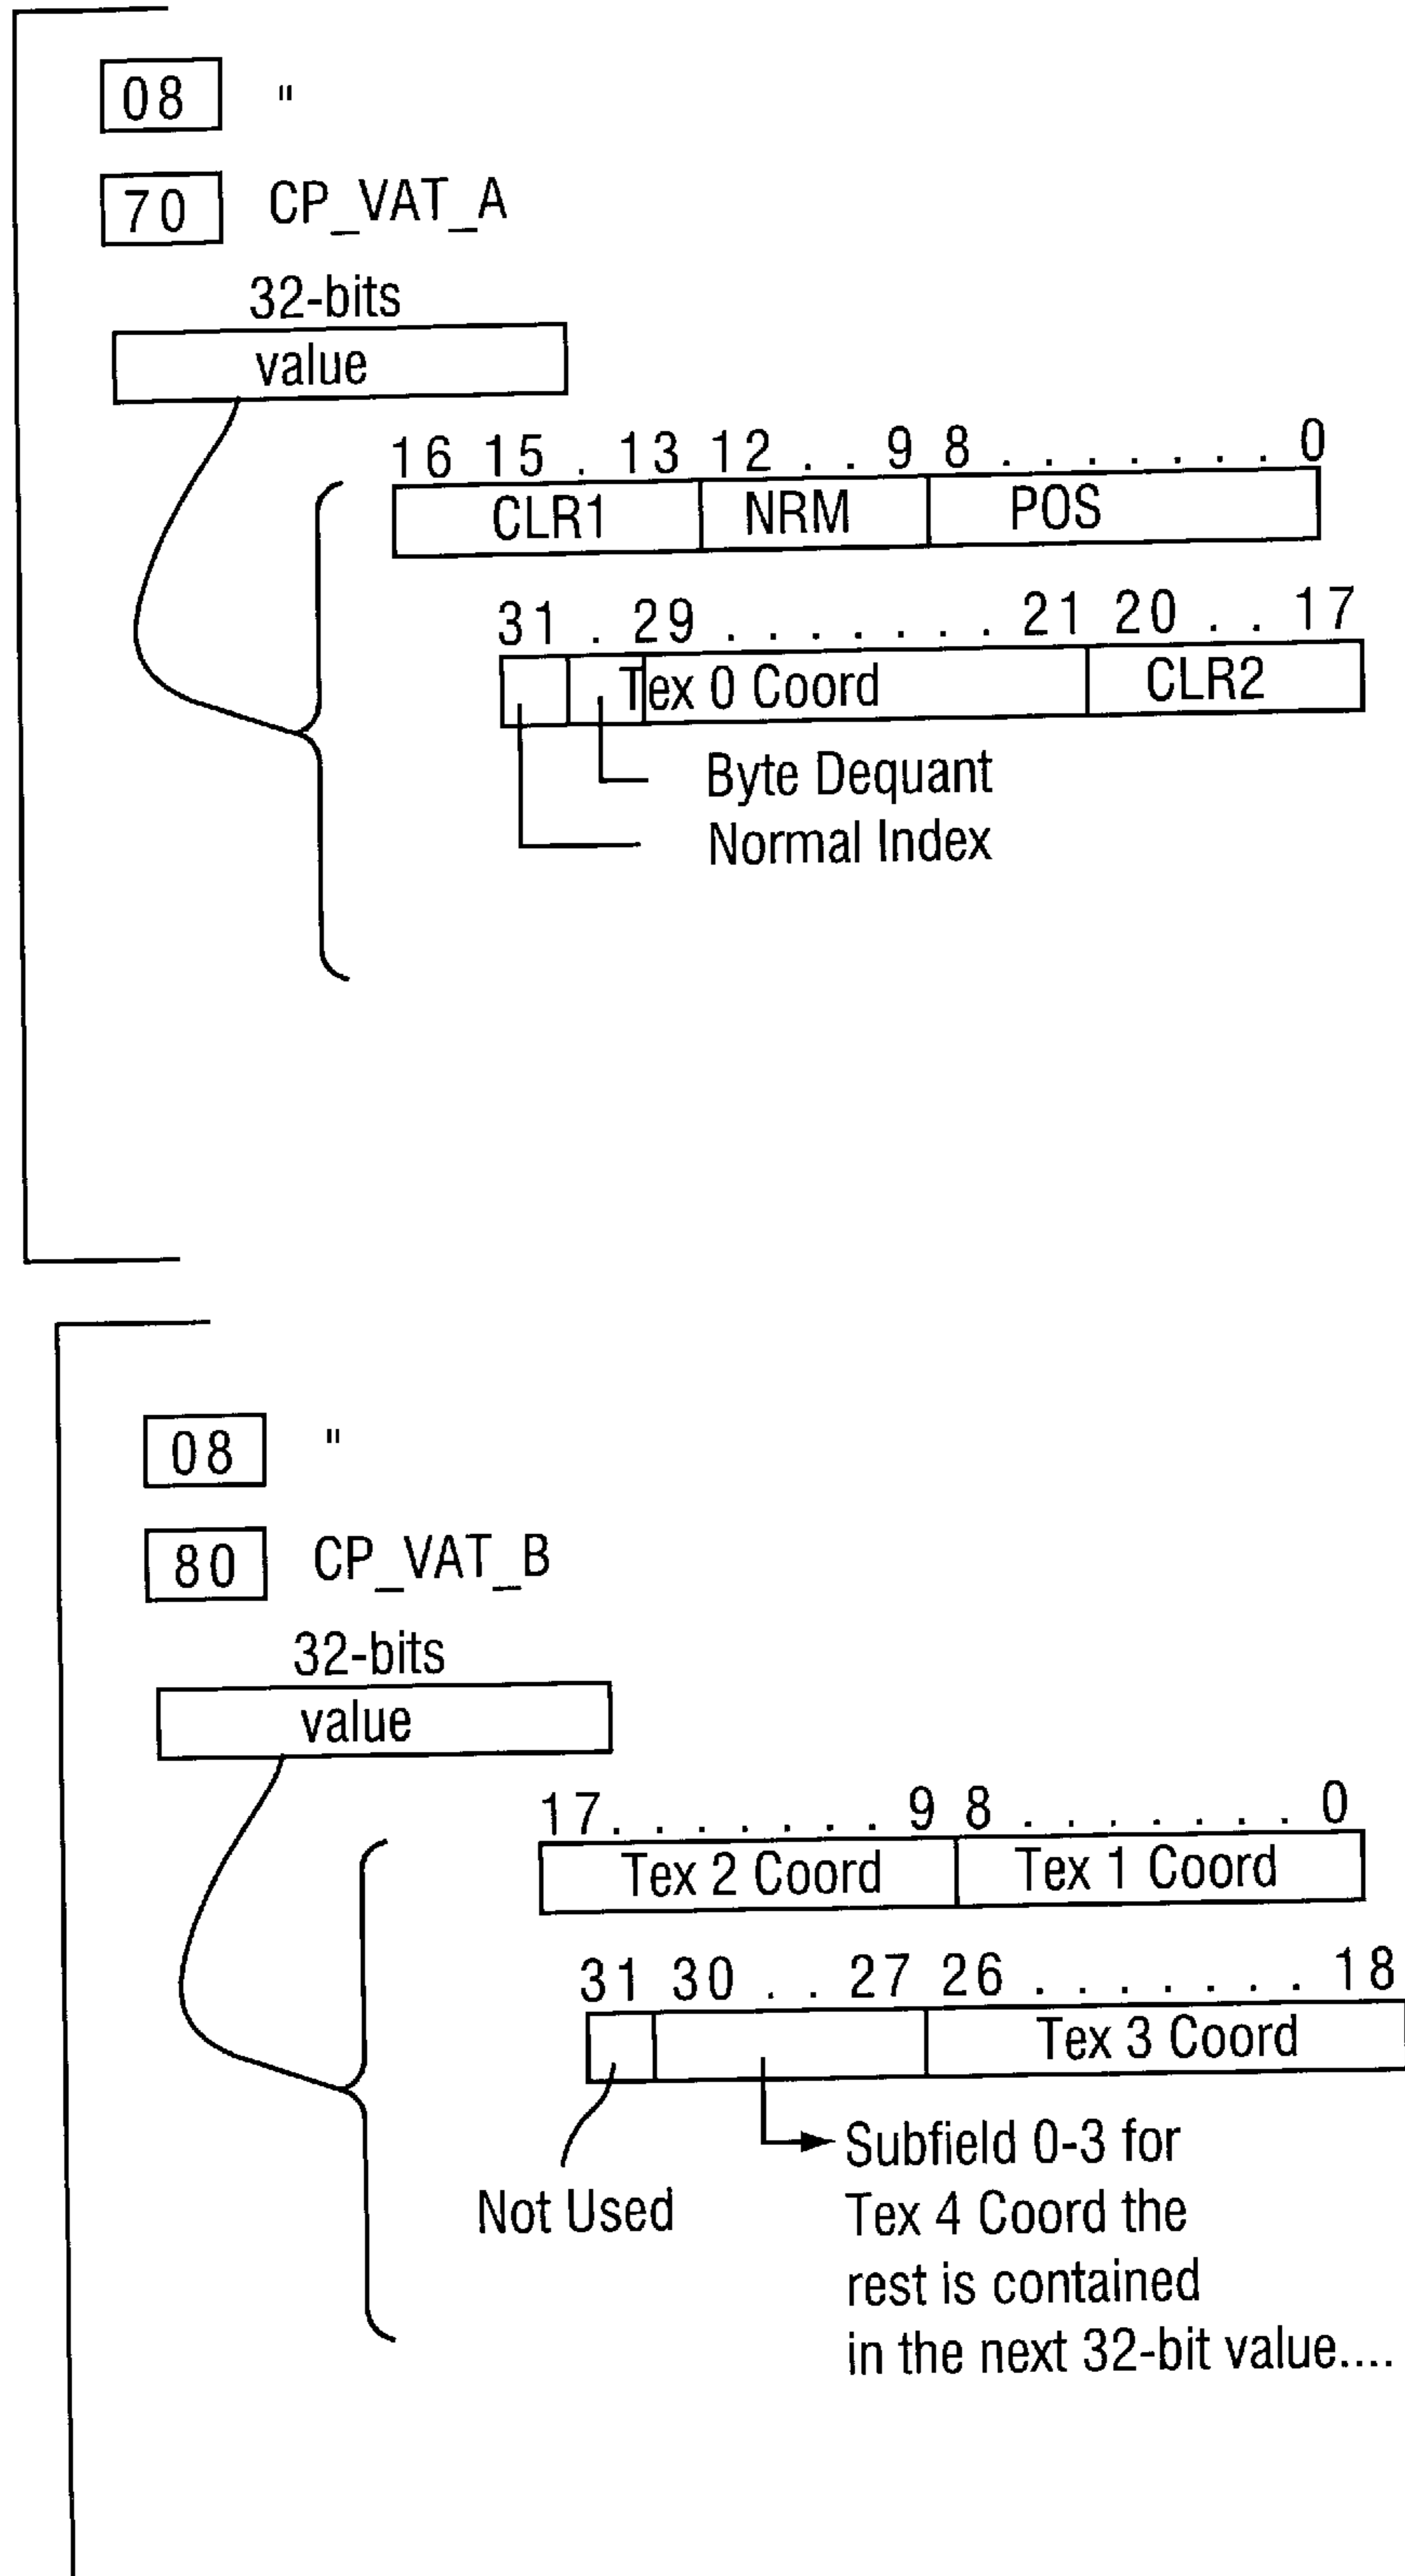 08 "
70 CP_VAT_A
32-bits
value
16 15 . 13 12 . . 9 8 . . . . . . . 0
CLR1 NRM POS
31 . 29 . . . . . . . 21 20 . . 17
Tex 0 Coord CLR2
Byte Dequant
Normal Index
08 "
80 CP_VAT_B
32-bits
value
17. . . . . . . 9 8 . . . . . . . 0
Tex 2 Coord Tex 1 Coord
31 30 . . 27 26 . . . . . . . 18
Tex 3 Coord
Not Used
Subfield 0-3 for
Tex 4 Coord the
rest is contained
in the next 32-bit value....